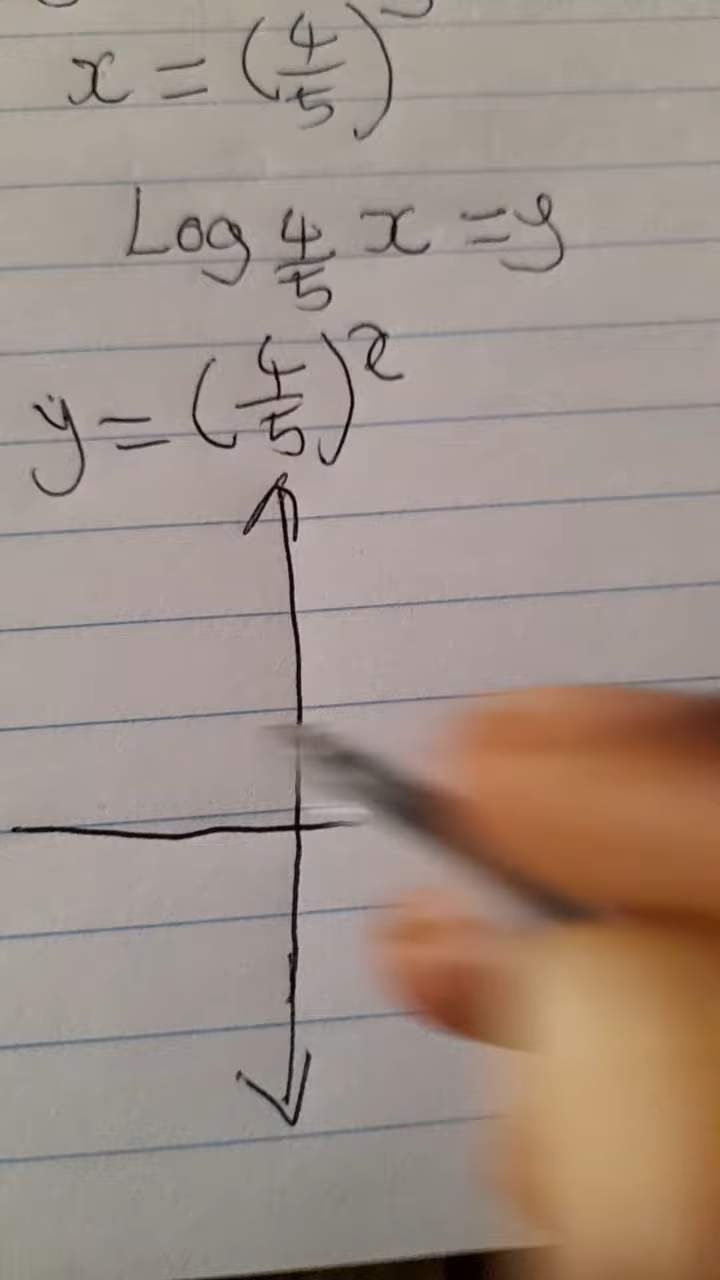 x = (4/5)^y
Log 4/5 x = y
y = (4/5)^x